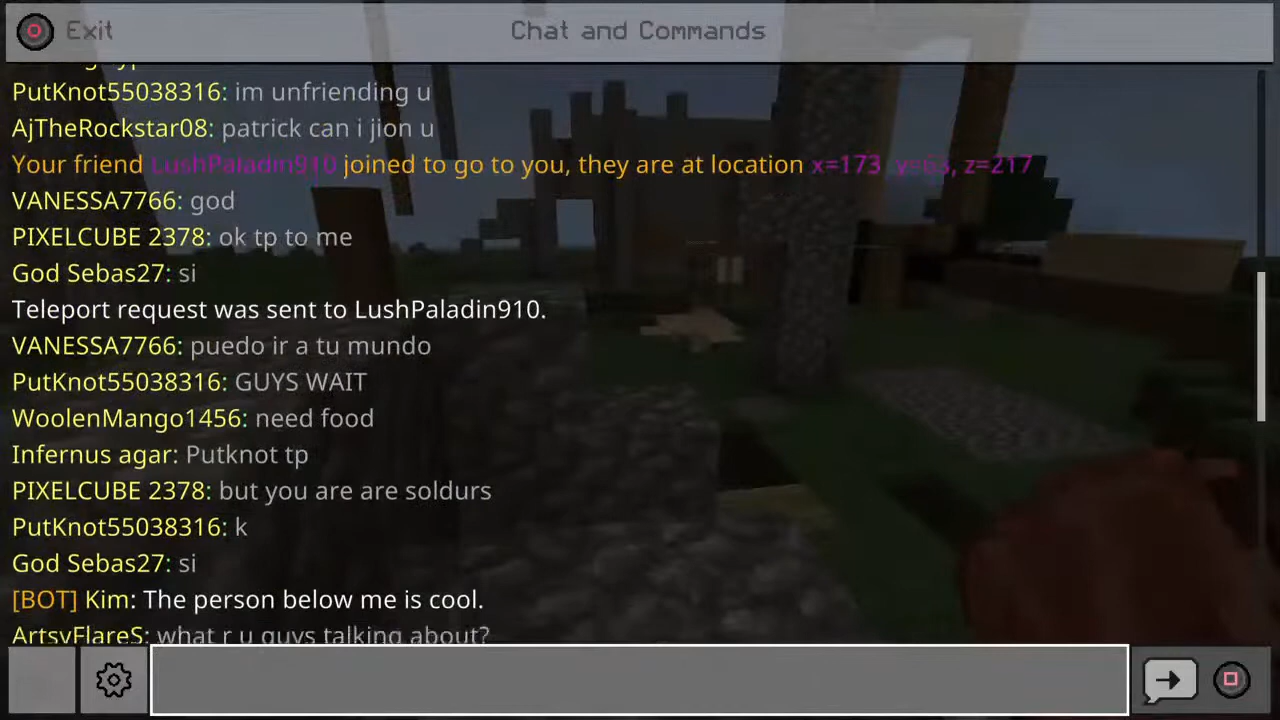 Exit
Chat and Commands
PutKnot55038316: im unfriending u
AjTheRockstar08: patrick can i jion u
Your friend LushPaladin910 joined to go to you, they are at location x=173 y=63, z=217
VANESSA7766: god
PIXELCUBE 2378: ok tp to me
God Sebas27: si
Teleport request was sent to LushPaladin910.
VANESSA7766: puedo ir a tu mundo
PutKnot55038316: GUYS WAIT
WoolenMango1456: need food
Infernus agar: Putknot tp
PIXELCUBE 2378: but you are are soldurs
PutKnot55038316: k
God Sebas27: si
[BOT] Kim: The person below me is cool.
ArtsyFlareS: what r u guys talking about?